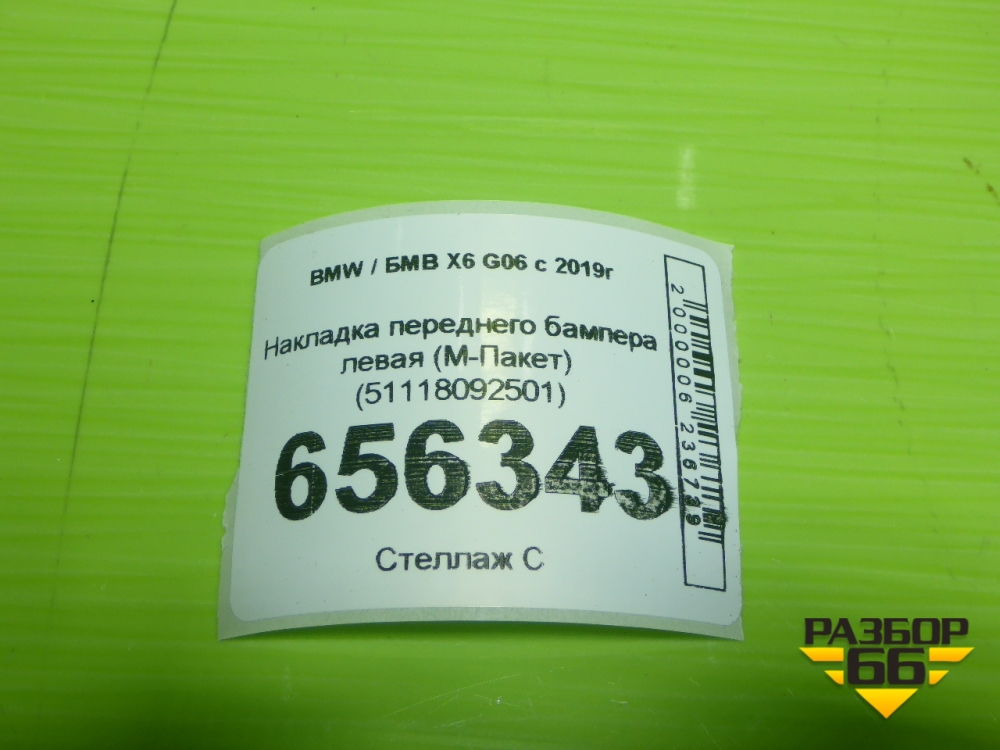 BMW / БМВ X6 G06 с 2019г
Накладка переднего бампера
левая (М-Пакет)
(51118092501)
656343
Стеллаж С
2000006236739
РАЗБОР
66